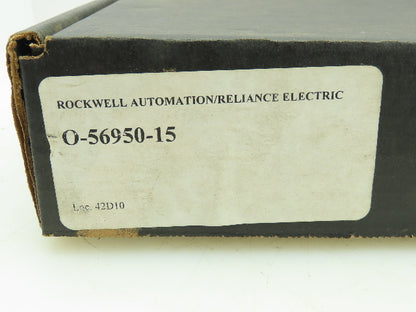 ROCKWELL AUTOMATION/RELIANCE ELECTRIC
O-56950-15
Loc. 42D10